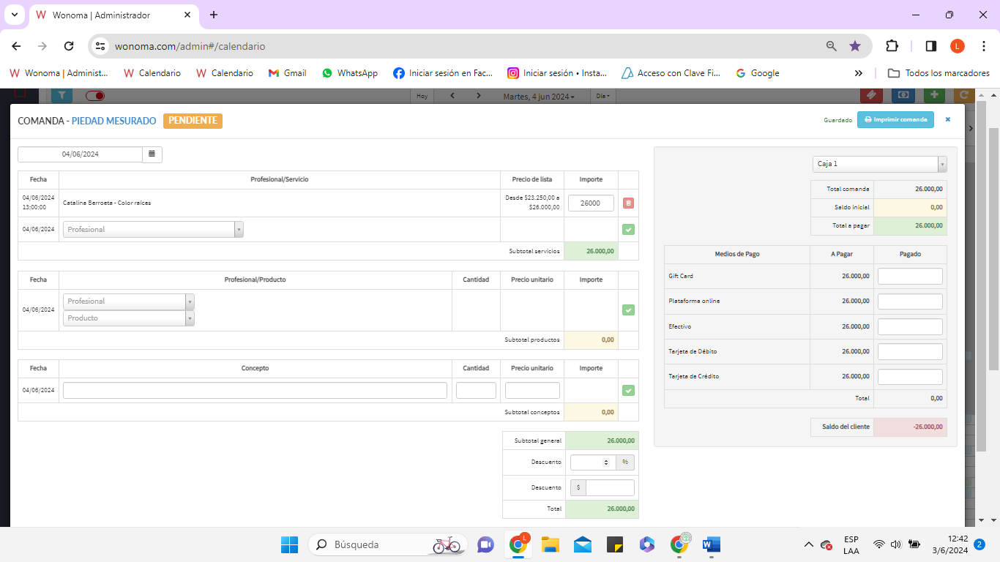 Wonoma | Administrador
wonoma.com/admin#/calendario
L
Wonoma | Administ...
Calendario
Calendario
Gmail
WhatsApp
Iniciar sesión en Fac...
Iniciar sesión • Insta...
Acceso con Clave Fi...
Google
Todos los marcadores
Hoy
Martes, 4 jun 2024
Día
COMANDA - PIEDAD MESURADO PENDIENTE
Guardado
Imprimir comanda
04/06/2024
Fecha Profesional/Servicio Precio de lista Importe
04/06/2024 13:00:00 Catalina Berroeta - Color raíces Desde $23.250,00 a $26.000,00 26000
04/06/2024 Profesional
Subtotal servicios 26.000,00
Fecha Profesional/Producto Cantidad Precio unitario Importe
04/06/2024 Profesional
Producto
Subtotal productos 0,00
Fecha Concepto Cantidad Precio unitario Importe
04/06/2024
Subtotal conceptos 0,00
Subtotal general 26.000,00
Descuento %
Descuento $
Total 26.000,00
Caja 1
Total comanda 26.000,00
Saldo inicial 0,00
Total a pagar 26.000,00
Medios de Pago A Pagar Pagado
Gift Card 26.000,00
Plataforma online 26.000,00
Efectivo 26.000,00
Tarjeta de Débito 26.000,00
Tarjeta de Crédito 26.000,00
Total 0,00
Saldo del cliente -26.000,00
Búsqueda
L
ESP
LAA
12:42
3/6/2024
2